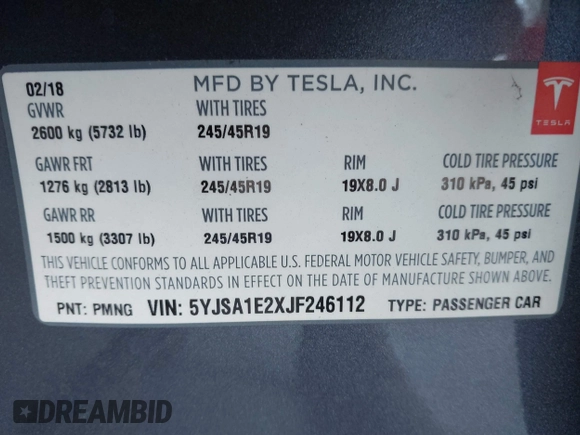 02/18 MFD BY TESLA, INC.
GVWR WITH TIRES
2600 kg (5732 lb) 245/45R19
TESLA
GAWR FRT WITH TIRES RIM COLD TIRE PRESSURE
1276 kg (2813 lb) 245/45R19 19X8.0 J 310 kPa, 45 psi
GAWR RR WITH TIRES RIM COLD TIRE PRESSURE
1500 kg (3307 lb) 245/45R19 19X8.0 J 310 kPa, 45 psi
THIS VEHICLE CONFORMS TO ALL APPLICABLE U.S. FEDERAL MOTOR VEHICLE SAFETY, BUMPER, AND
THEFT PREVENTION STANDARDS IN EFFECT ON THE DATE OF MANUFACTURE SHOWN ABOVE.
PNT: PMNG VIN: 5YJSA1E2XJF246112 TYPE: PASSENGER CAR
DREAMBID